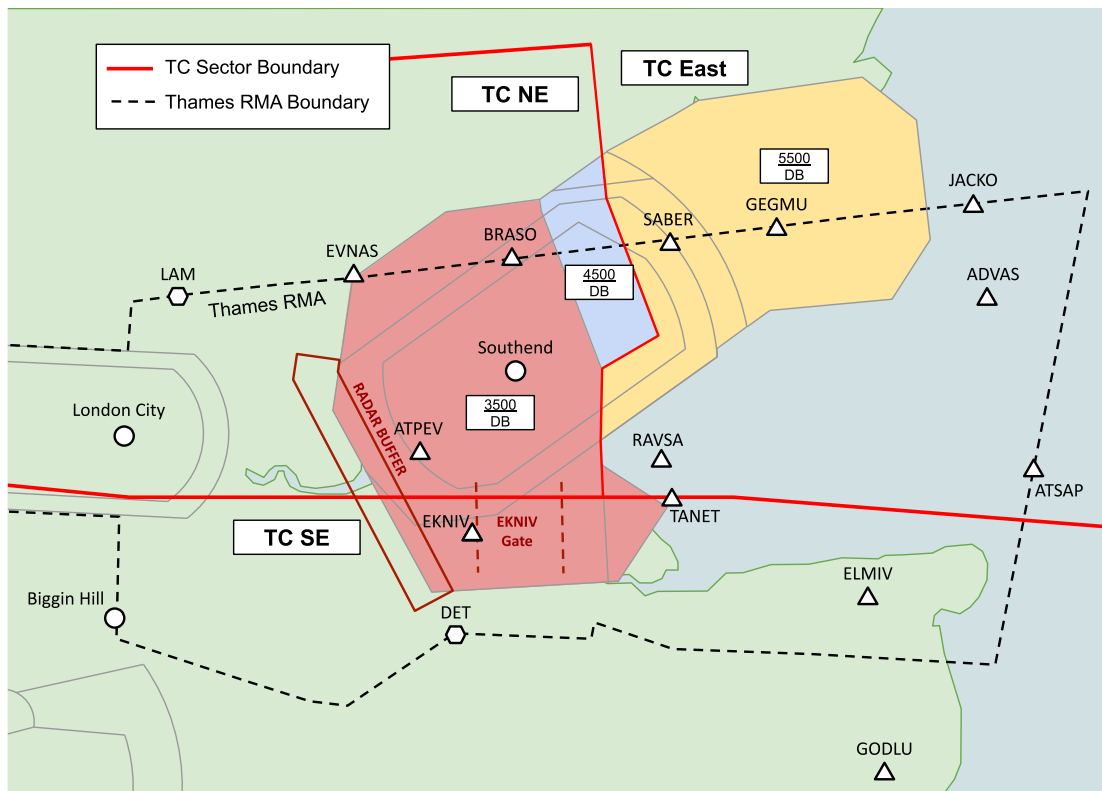 TC Sector Boundary
Thames RMA Boundary
TC NE
TC East
5500
DB
JACKO
GEGMU
SABER
BRASO
EVNAS
LAM
4500
DB
ADVAS
Thames RMA
Southend
RADAR BUFFER
London City
3500
DB
ATPEV
RAVSA
ATSAP
TANET
EKNIV
EKNIV
Gate
TC SE
ELMIV
Biggin Hill
DET
GODLU